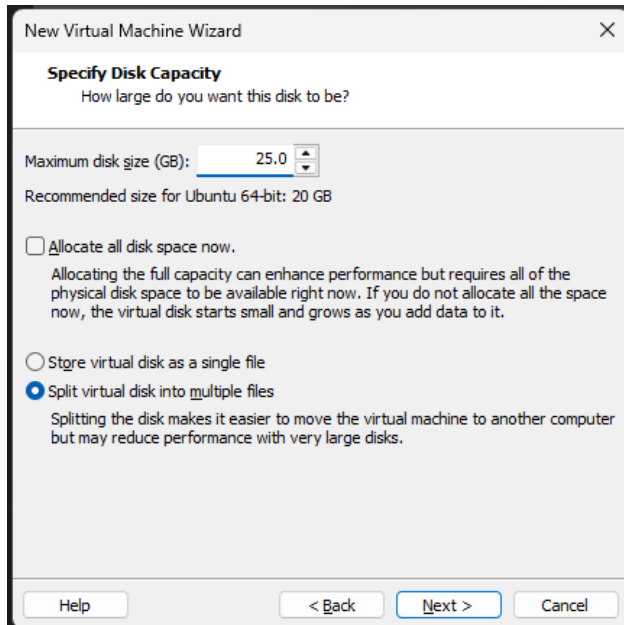 New Virtual Machine Wizard
Specify Disk Capacity
How large do you want this disk to be?
Maximum disk size (GB): 25.0
Recommended size for Ubuntu 64-bit: 20 GB
Allocate all disk space now.
Allocating the full capacity can enhance performance but requires all of the
physical disk space to be available right now. If you do not allocate all the space
now, the virtual disk starts small and grows as you add data to it.
Store virtual disk as a single file
Split virtual disk into multiple files
Splitting the disk makes it easier to move the virtual machine to another computer
but may reduce performance with very large disks.
Help < Back Next > Cancel